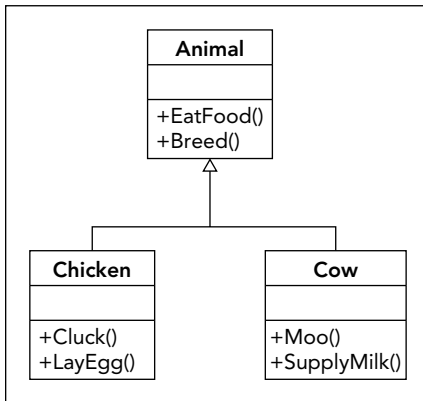 Animal
+EatFood()
+Breed()
Chicken
+Cluck()
+LayEgg()
Cow
+Moo()
+SupplyMilk()